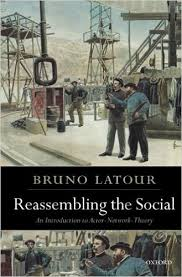 BRUNO LATOUR
Reassembling the Social
An Introduction to Actor-Network-Theory
OXFORD